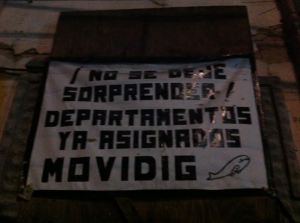 ¡ NO SE DEJE
SORPRENDER !
DEPARTAMENTOS
YA-ASIGNADOS
MOVIDIG